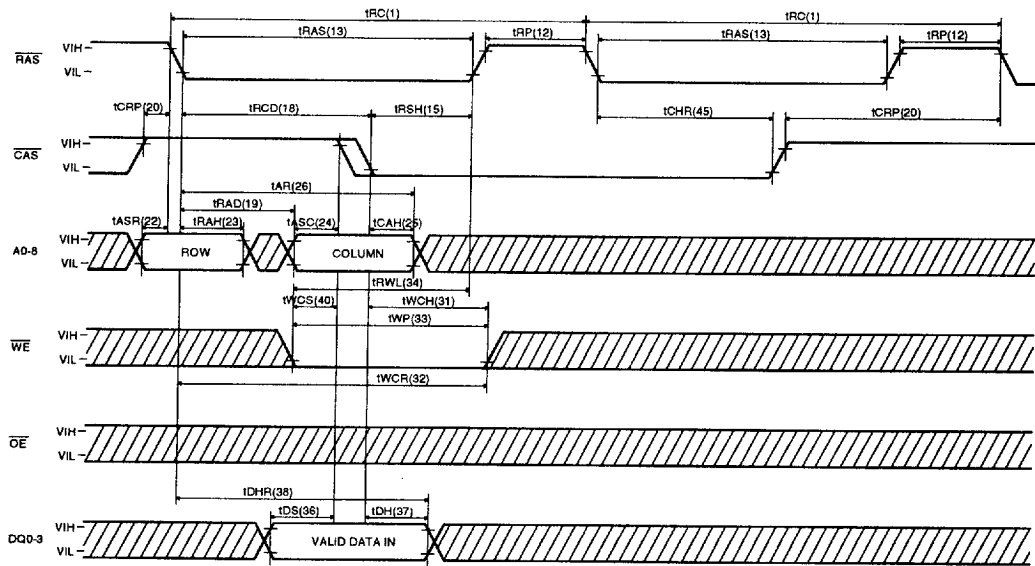 tRC(1) tRC(1)
tRAS(13) tRP(12) tRAS(13) tRP(12)
RAS VIH
VIL
tCRP(20) tRCD(18) tRSH(15) tCHR(45) tCRP(20)
CAS VIH
VIL
tAR(26)
tRAD(19)
tASR(22) tRAH(23) tASC(24) tCAH(25)
A0-8 VIH
VIL
ROW COLUMN
tRWL(34)
tWCS(40) tWCH(31)
tWP(33)
WE VIH
VIL
tWCR(32)
OE VIH
VIL
tDHR(38)
tDS(36) tDH(37)
DQ0-3 VIH
VIL
VALID DATA IN